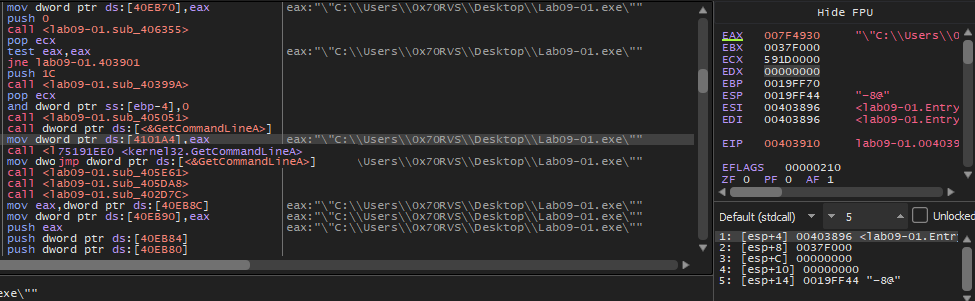 mov dword ptr ds:[40EB70],eax eax:"\"C:\\Users\\0x70RVS\\Desktop\\Lab09-01.exe\""
push 0
call <lab09-01.sub_406355>
pop ecx
test eax,eax eax:"\"C:\\Users\\0x70RVS\\Desktop\\Lab09-01.exe\""
jne lab09-01.403901
push 1C
call <lab09-01.sub_40399A>
pop ecx
and dword ptr ss:[ebp-4],0
call <lab09-01.sub_405051>
call dword ptr ds:[<&GetCommandLineA>]
mov dword ptr ds:[4101A4],eax eax:"\"C:\\Users\\0x70RVS\\Desktop\\Lab09-01.exe\""
call <l 75191EE0 <kernel32.GetCommandLineA>
mov dwo jmp dword ptr ds:[<&GetCommandLineA>] \Users\\0x70RVS\\Desktop\\Lab09-01.exe\""
call <lab09-01.sub_405E61>
call <lab09-01.sub_405DA8>
call <lab09-01.sub_402D7C>
mov eax,dword ptr ds:[40EB8C] eax:"\"C:\\Users\\0x70RVS\\Desktop\\Lab09-01.exe\""
mov dword ptr ds:[40EB90],eax eax:"\"C:\\Users\\0x70RVS\\Desktop\\Lab09-01.exe\""
push eax eax:"\"C:\\Users\\0x70RVS\\Desktop\\Lab09-01.exe\""
push dword ptr ds:[40EB84]
push dword ptr ds:[40EB80]
exe\""
Hide FPU
EAX 007F4930 "\"C:\\Users\\0
EBX 0037F000
ECX 591D0000
EDX 00000000
EBP 0019FF70
ESP 0019FF44 "-8@"
ESI 00403896 <lab09-01.Entry
EDI 00403896 <lab09-01.Entry
EIP 00403910 lab09-01.004039
EFLAGS 00000210
ZF 0 PF 0 AF 1
Default (stdcall) 5 Unlocked
1: [esp+4] 00403896 <lab09-01.Entr
2: [esp+8] 0037F000
3: [esp+C] 00000000
4: [esp+10] 00000000
5: [esp+14] 0019FF44 "-8@"